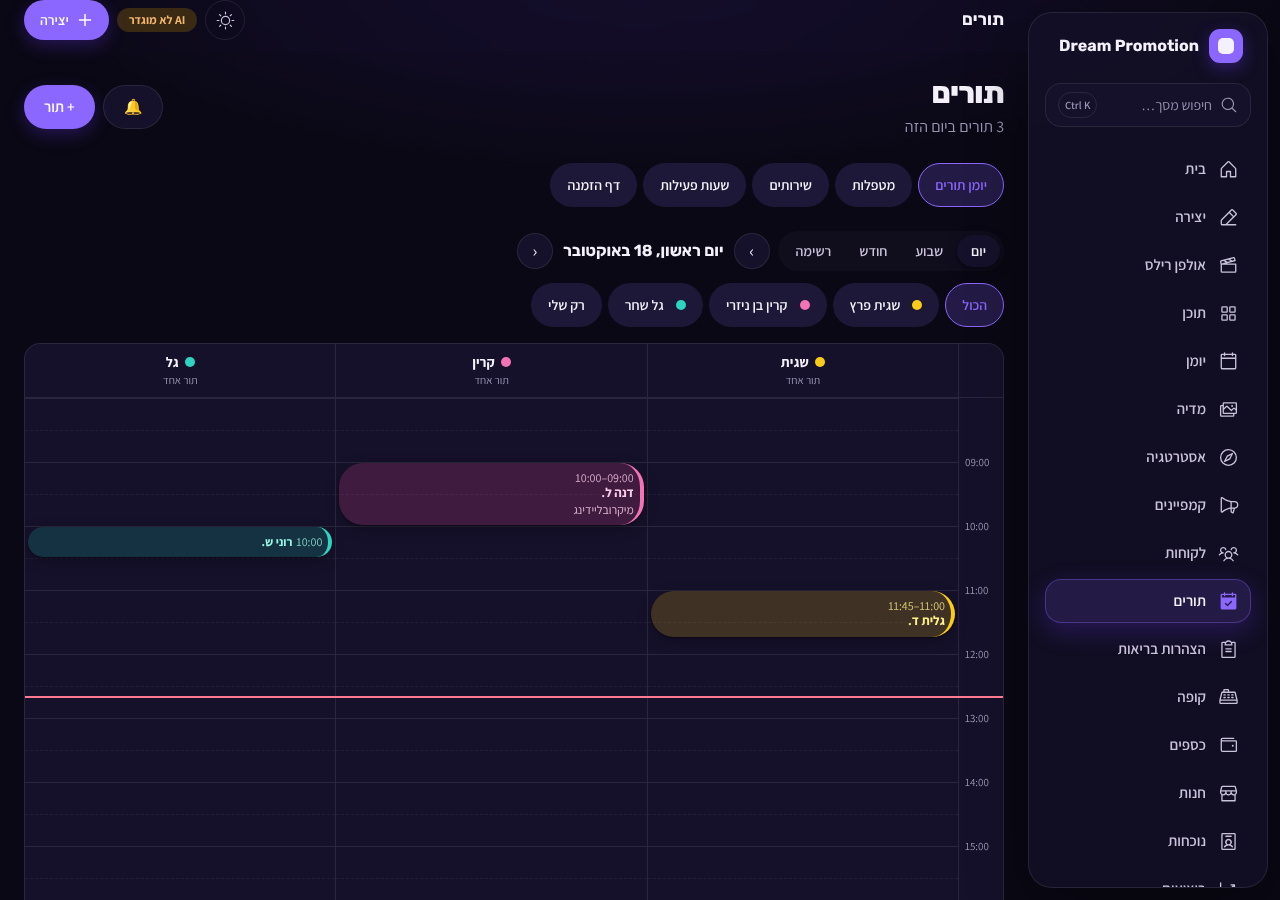 Dream Promotion
חיפוש מסך…
Ctrl K
בית
יצירה
אולפן רילס
תוכן
יומן
מדיה
אסטרטגיה
קמפיינים
לקוחות
תורים
הצהרות בריאות
קופה
כספים
חנות
נוכחות
תורים
AI לא מוגדר
יצירה
תורים
3 תורים ביום הזה
+ תור
יומן תורים
מטפלות
שירותים
שעות פעילות
דף הזמנה
יום
שבוע
חודש
רשימה
יום ראשון, 18 באוקטובר
הכול
שגית פרץ
קרין בן ניזרי
גל שחר
רק שלי
שגית
תור אחד
קרין
תור אחד
גל
תור אחד
09:00
09:00–10:00
דנה ל.
מיקרובליידינג
10:00
10:00 רוני ש.
11:00
11:00–11:45
גלית ד.
12:00
13:00
14:00
15:00